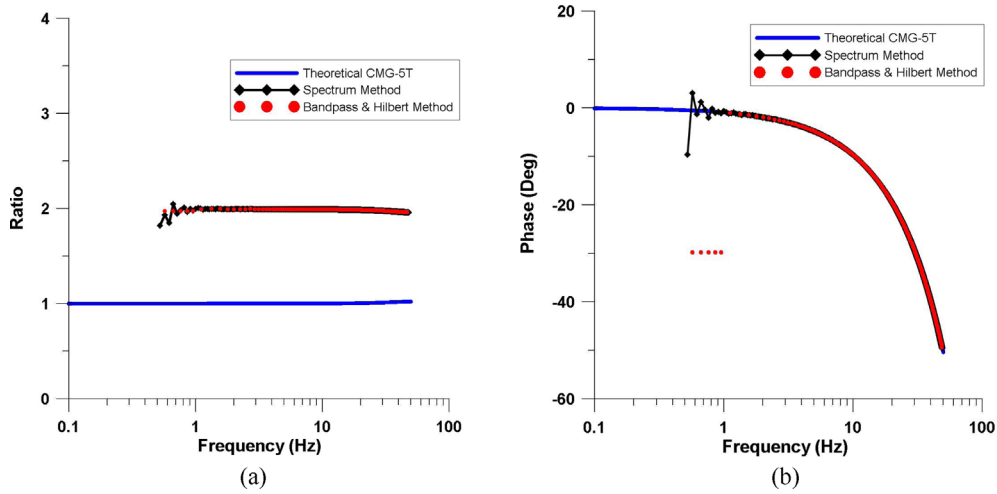 4
3
2
1
0
Ratio
0.1
1
10
100
Frequency (Hz)
Theoretical CMG-5T
Spectrum Method
Bandpass & Hilbert Method
(a)
20
0
-20
-40
-60
Phase (Deg)
0.1
1
10
100
Frequency (Hz)
Theoretical CMG-5T
Spectrum Method
Bandpass & Hilbert Method
(b)